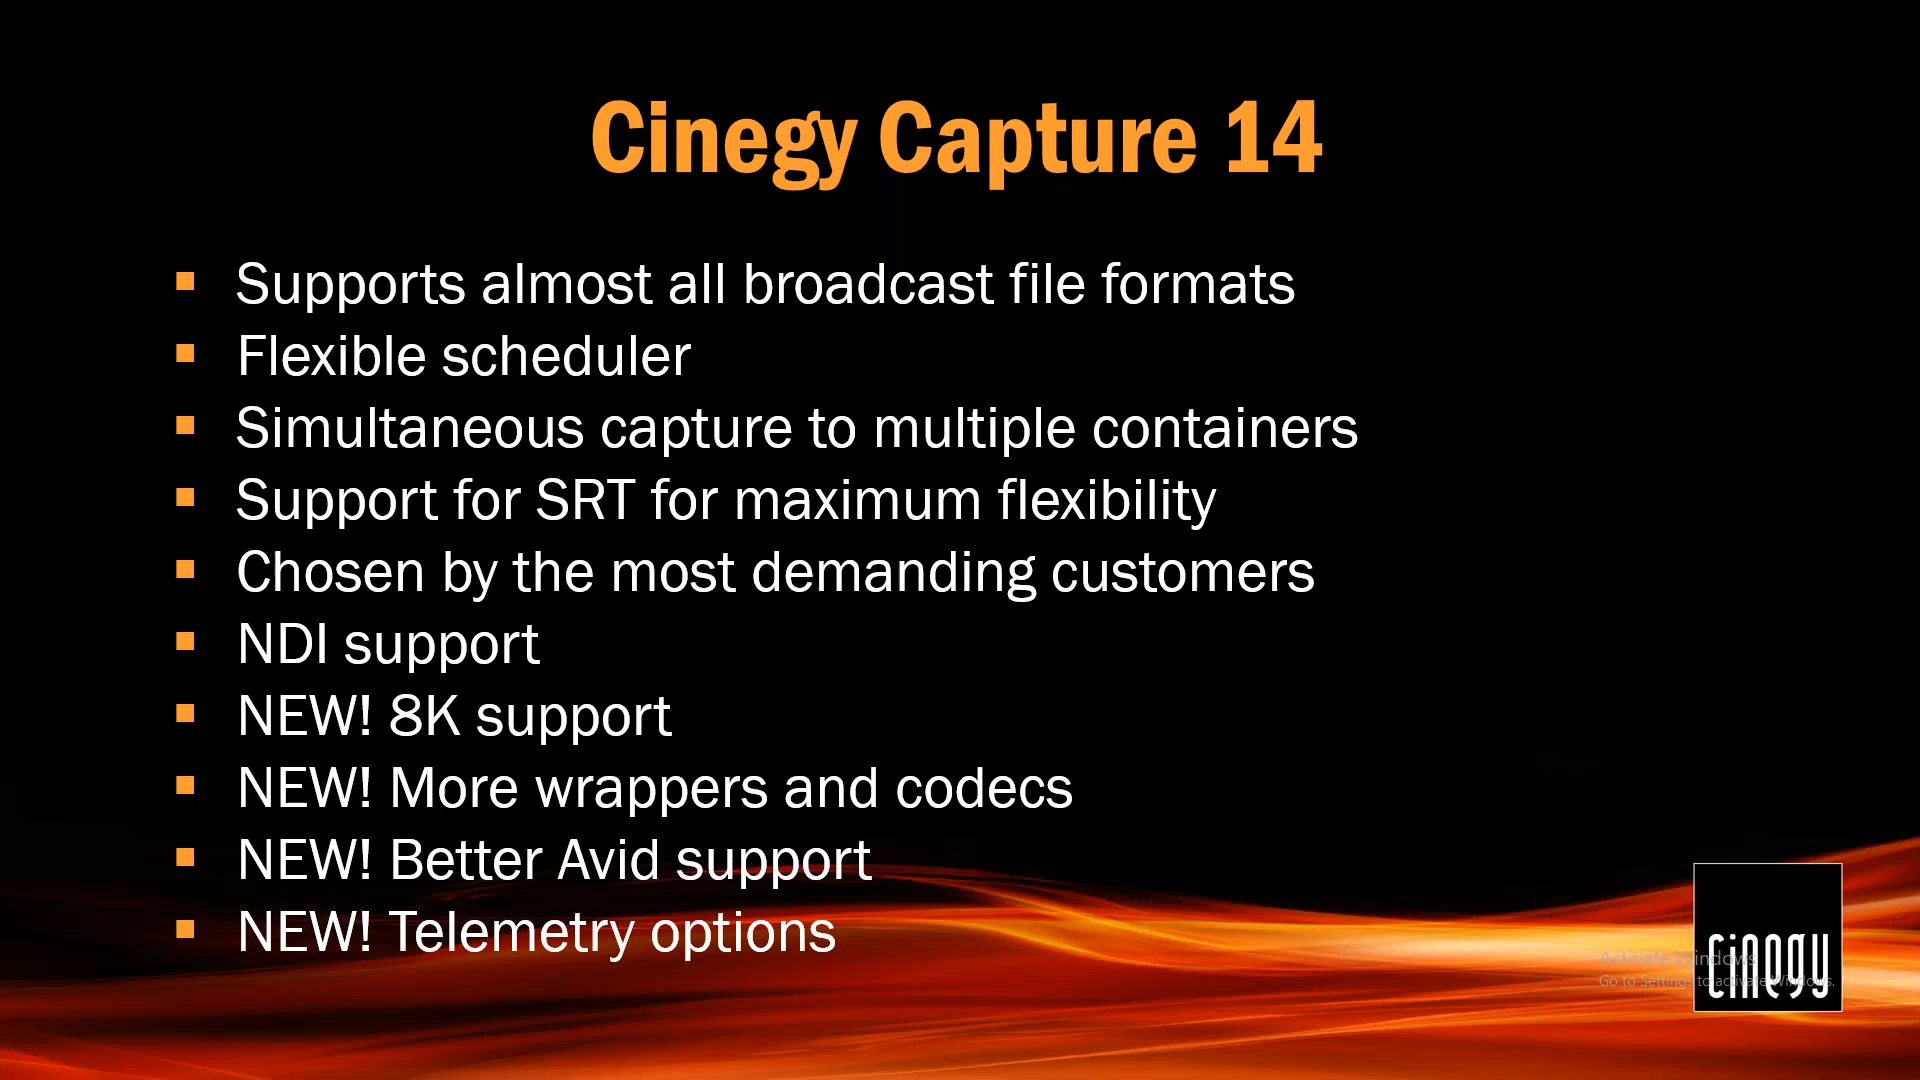 Cinegy Capture 14
Supports almost all broadcast file formats
Flexible scheduler
Simultaneous capture to multiple containers
Support for SRT for maximum flexibility
Chosen by the most demanding customers
NDI support
NEW! 8K support
NEW! More wrappers and codecs
NEW! Better Avid support
NEW! Telemetry options
cinegy
Activate Windows
Go to Settings to activate Windows.